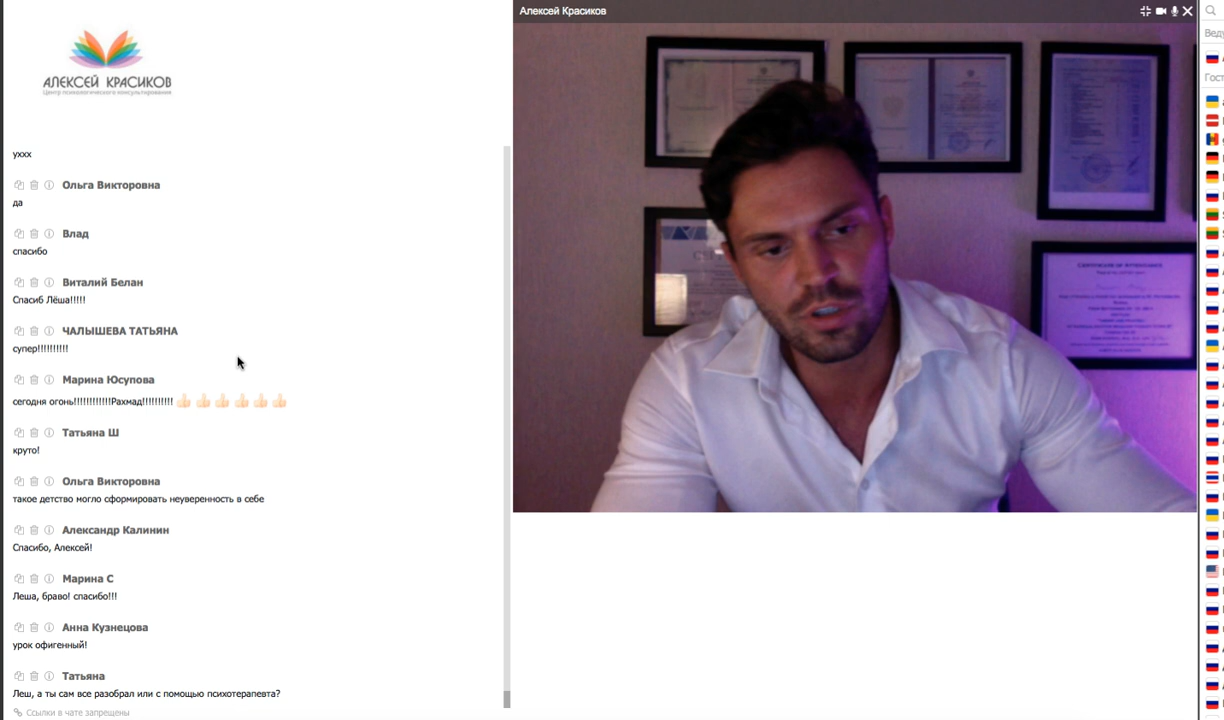 АЛЕКСЕЙ КРАСИКОВ
Центр психологического консультирования
уххх
Ольга Викторовна
да
Влад
спасибо
Виталий Белан
Спасиб Лёша!!!!!
ЧАЛЫШЕВА ТАТЬЯНА
супер!!!!!!!!!!
Марина Юсупова
сегодня огонь!!!!!!!!!!!!Рахмад!!!!!!!!!! 👍🏻👍🏻👍🏻👍🏻👍🏻👍🏻
Татьяна Ш
круто!
Ольга Викторовна
такое детство могло сформировать неуверенность в себе
Александр Калинин
Спасибо, Алексей!
Марина С
Леша, браво! спасибо!!!
Анна Кузнецова
урок офигенный!
Татьяна
Леш, а ты сам все разобрал или с помощью психотерапевта?
Ссылки в чате запрещены
Алексей Красиков